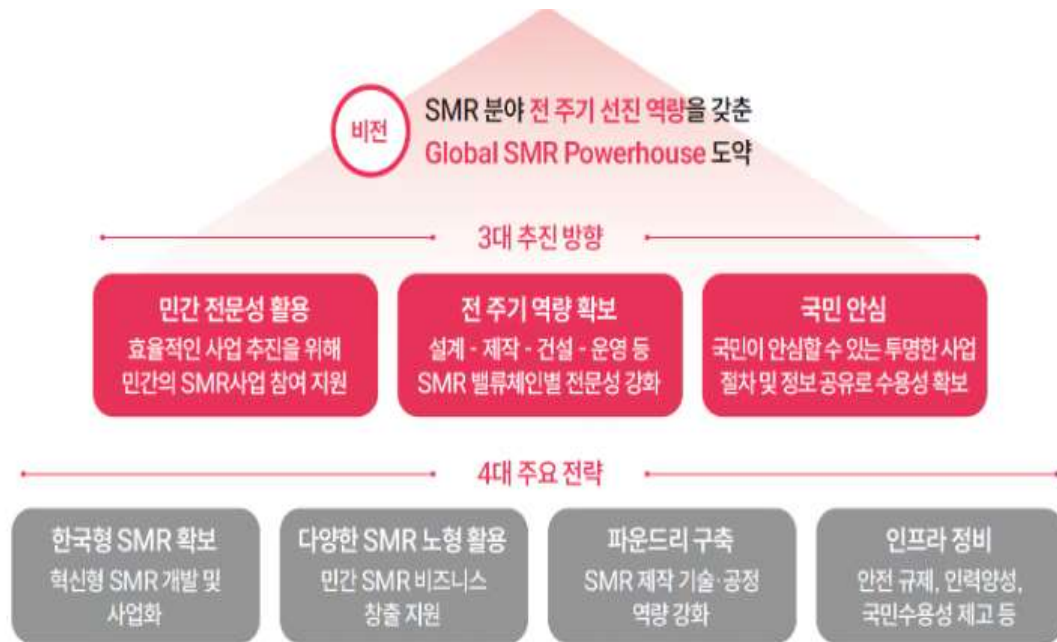 비전
SMR 분야 전 주기 선진 역량을 갖춘
Global SMR Powerhouse 도약
3대 추진 방향
민간 전문성 활용
효율적인 사업 추진을 위해
민간의 SMR사업 참여 지원
전 주기 역량 확보
설계 - 제작 - 건설 - 운영 등
SMR 밸류체인별 전문성 강화
국민 안심
국민이 안심할 수 있는 투명한 사업
절차 및 정보 공유로 수용성 확보
4대 주요 전략
한국형 SMR 확보
혁신형 SMR 개발 및
사업화
다양한 SMR 노형 활용
민간 SMR 비즈니스
창출 지원
파운드리 구축
SMR 제작 기술·공정
역량 강화
인프라 정비
안전 규제, 인력양성,
국민수용성 제고 등